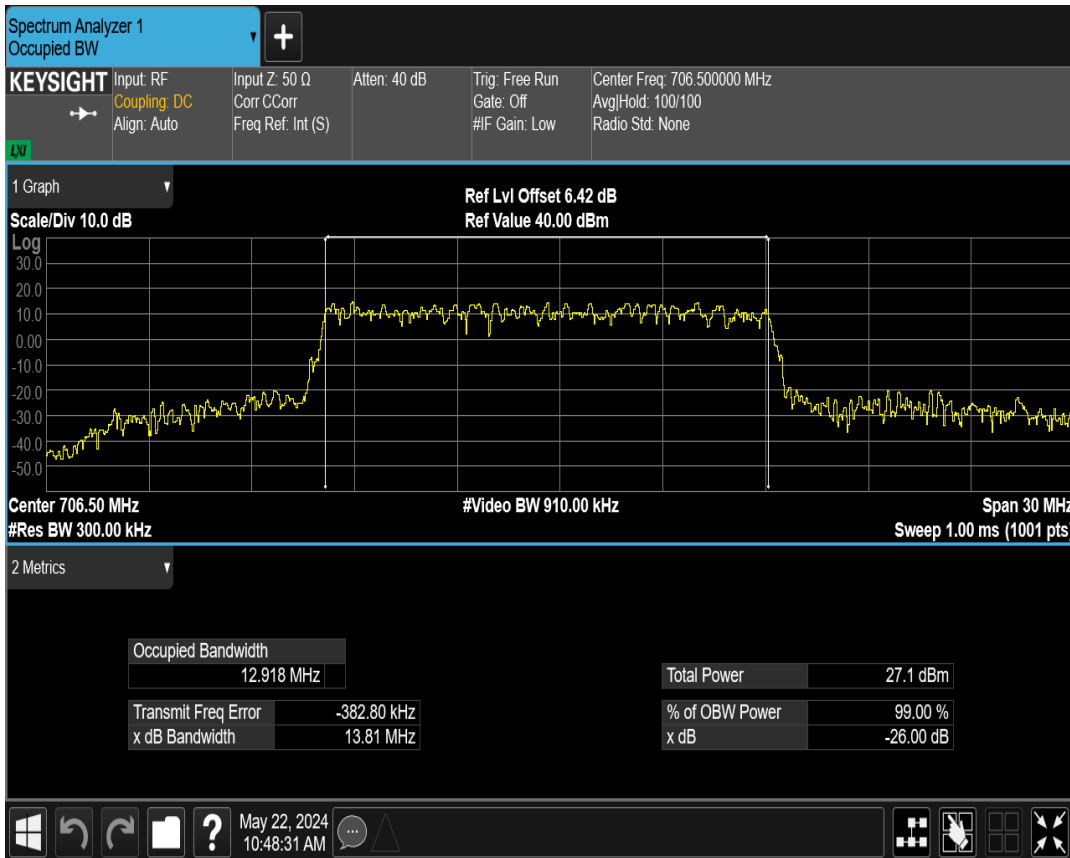 Spectrum Analyzer 1
Occupied BW
+
KEYSIGHT
LXI
Input: RF
Coupling: DC
Align: Auto
Input Z: 50 Ω
Corr CCorr
Freq Ref: Int (S)
Atten: 40 dB
Trig: Free Run
Gate: Off
#IF Gain: Low
Center Freq: 706.500000 MHz
Avg|Hold: 100/100
Radio Std: None
1 Graph
Scale/Div 10.0 dB
Ref Lvl Offset 6.42 dB
Ref Value 40.00 dBm
Log
30.0
20.0
10.0
0.00
-10.0
-20.0
-30.0
-40.0
-50.0
Center 706.50 MHz
#Video BW 910.00 kHz
Span 30 MHz
#Res BW 300.00 kHz
Sweep 1.00 ms (1001 pts)
2 Metrics
Occupied Bandwidth
12.918 MHz
Transmit Freq Error -382.80 kHz
x dB Bandwidth 13.81 MHz
Total Power 27.1 dBm
% of OBW Power 99.00 %
x dB -26.00 dB
?
May 22, 2024
10:48:31 AM